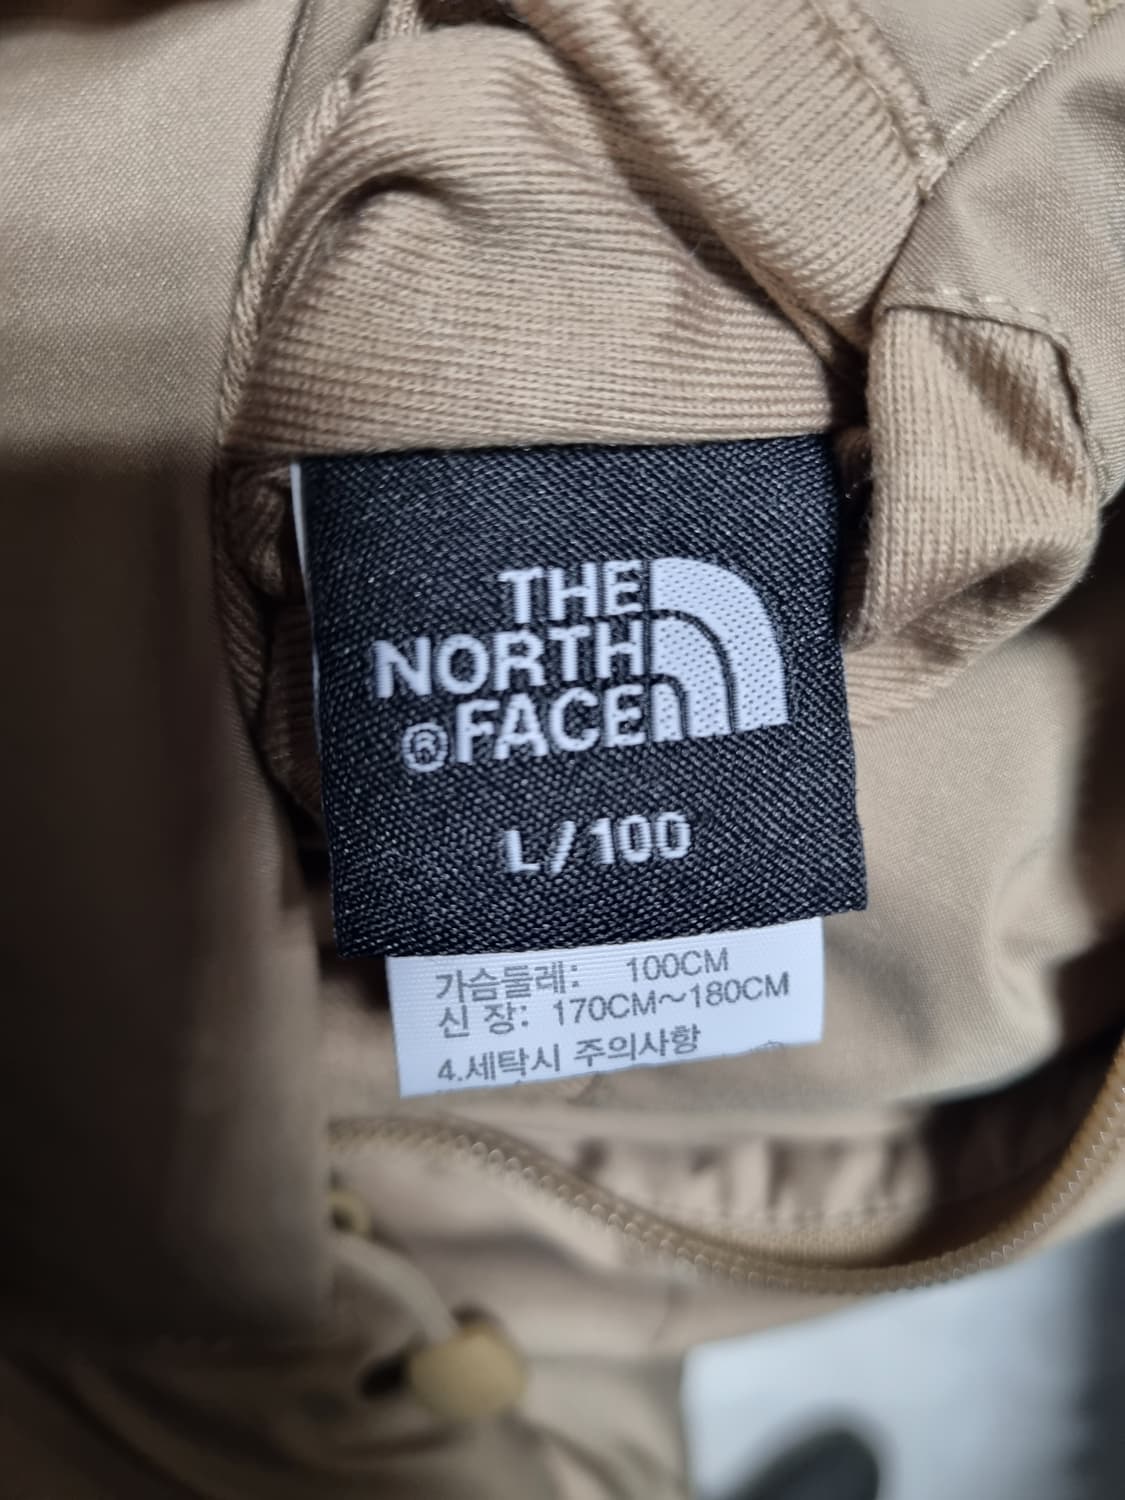 THE
NORTH
®FACE
L/100
가슴둘레: 100CM
신 장: 170CM~180CM
4.세탁시 주의사항